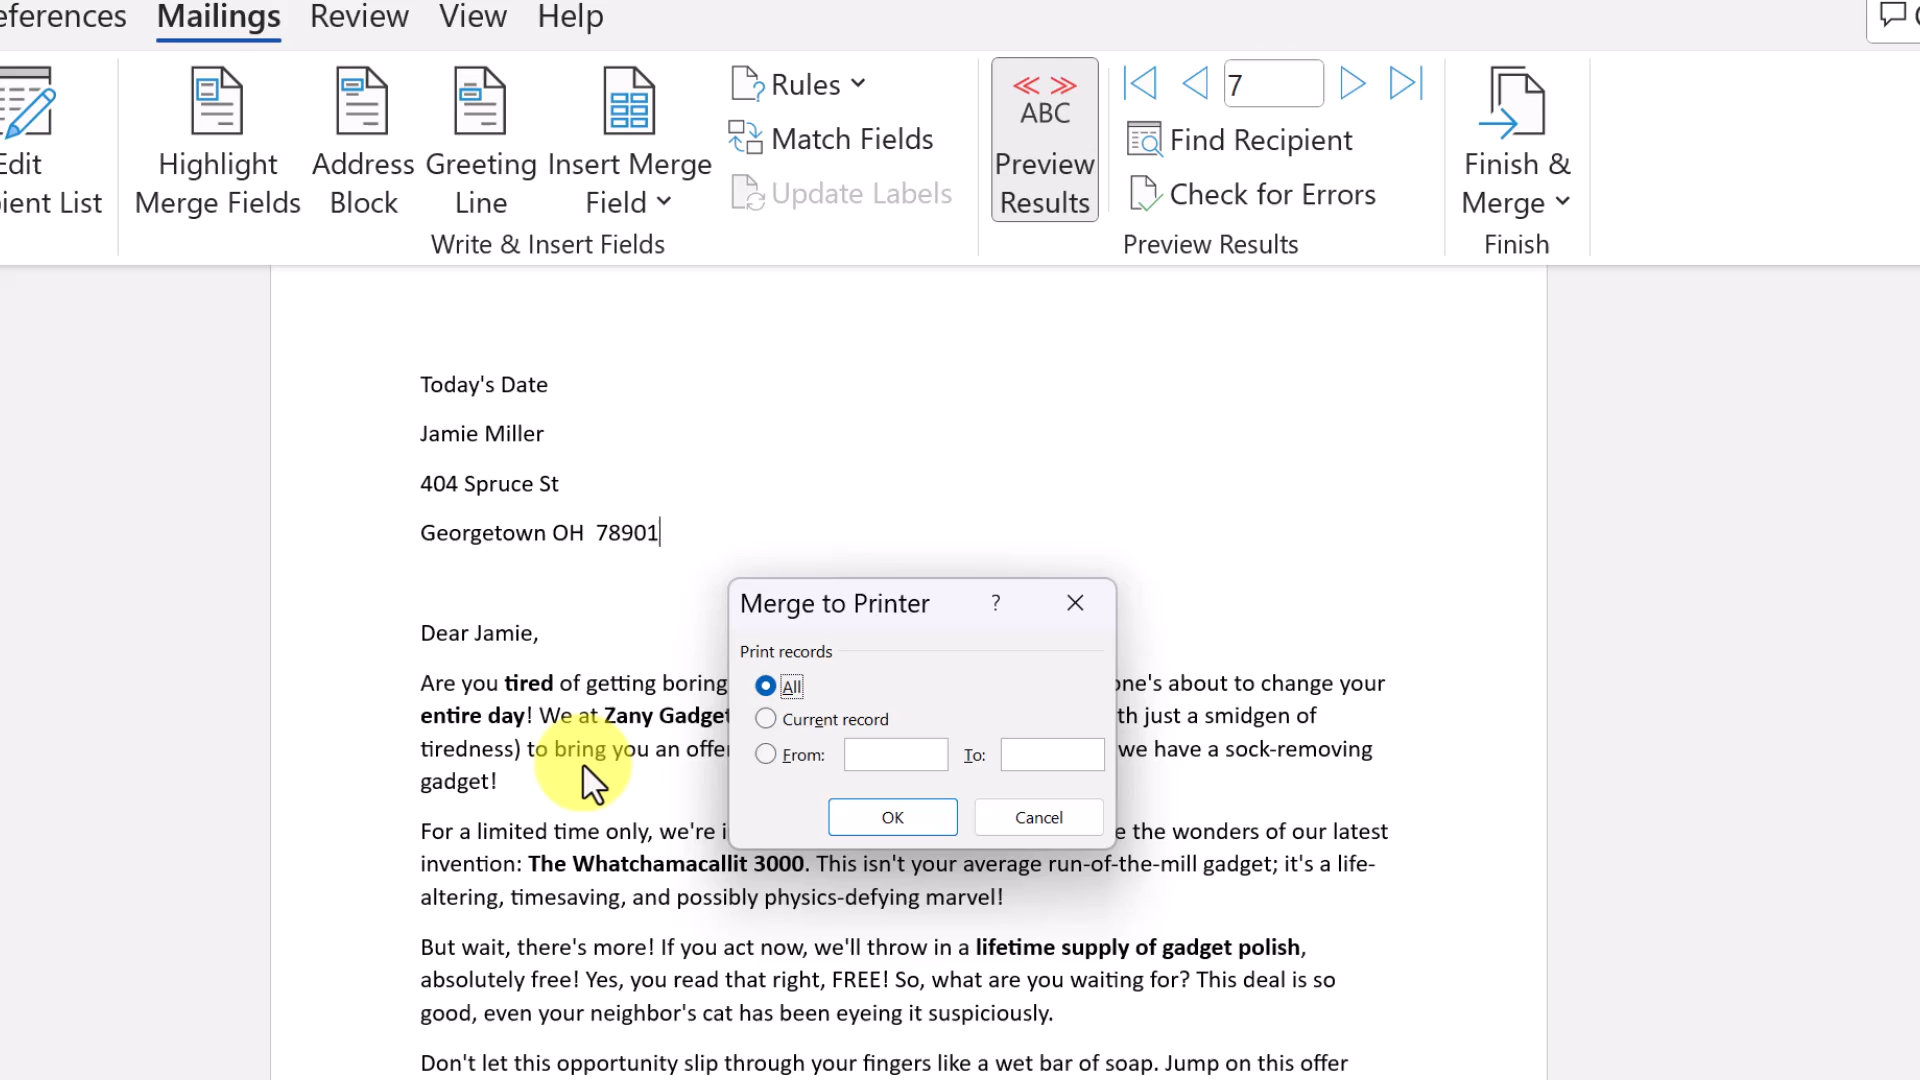 eferences Mailings Review View Help
Edit
ient List
Highlight
Merge Fields
Address
Block
Greeting
Line
Insert Merge
Field
Rules
Match Fields
Update Labels
Write & Insert Fields
ABC
Preview
Results
7
Find Recipient
Check for Errors
Preview Results
Finish &
Merge
Finish
Today's Date
Jamie Miller
404 Spruce St
Georgetown OH 78901
Dear Jamie,
Merge to Printer ?
Print records
All
Current record
From: To:
OK Cancel
Are you tired of getting boring one's about to change your
entire day! We at Zany Gadget th just a smidgen of
tiredness) to bring you an offe we have a sock-removing
gadget!
For a limited time only, we're i e the wonders of our latest
invention: The Whatchamacallit 3000. This isn't your average run-of-the-mill gadget; it's a life-
altering, timesaving, and possibly physics-defying marvel!
But wait, there's more! If you act now, we'll throw in a lifetime supply of gadget polish,
absolutely free! Yes, you read that right, FREE! So, what are you waiting for? This deal is so
good, even your neighbor's cat has been eyeing it suspiciously.
Don't let this opportunity slip through your fingers like a wet bar of soap. Jump on this offer